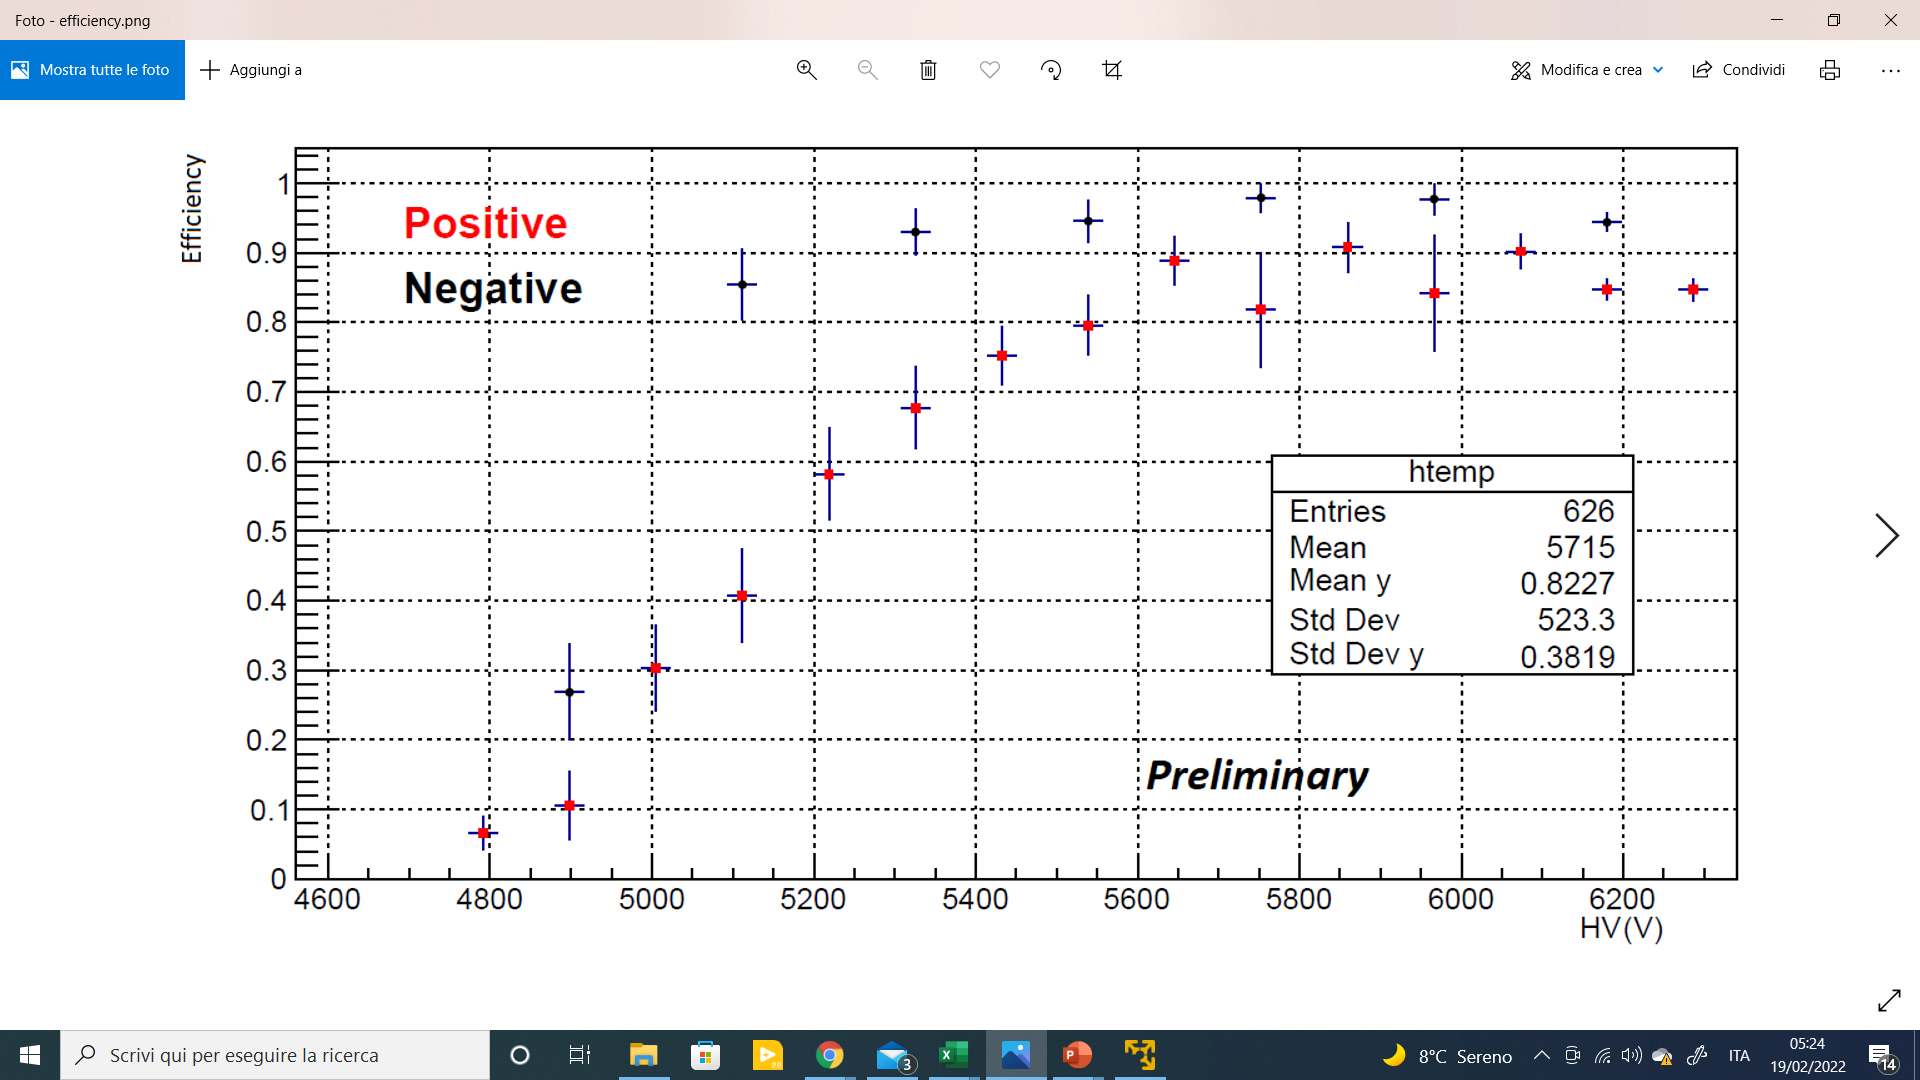 Foto - efficiency.png
Mostra tutte le foto
Aggiungi a
Modifica e crea
Condividi
Efficiency
1
0.9
0.8
0.7
0.6
0.5
0.4
0.3
0.2
0.1
0
Positive
Negative
htemp
Entries 626
Mean 5715
Mean y 0.8227
Std Dev 523.3
Std Dev y 0.3819
Preliminary
4600 4800 5000 5200 5400 5600 5800 6000 6200
HV(V)
Scrivi qui per eseguire la ricerca
3
8°C Sereno
ITA
05:24
19/02/2022
14